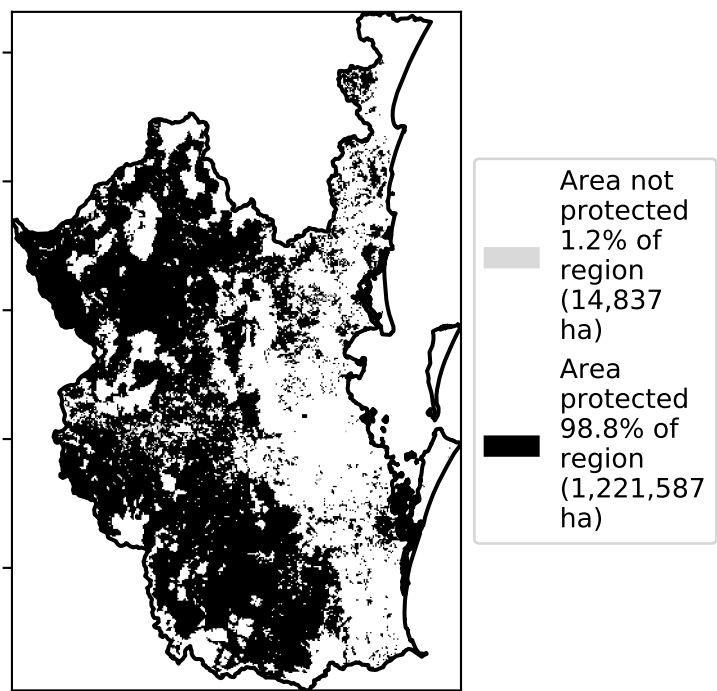 Area not
protected
1.2% of
region
(14,837
ha)
Area
protected
98.8% of
region
(1,221,587
ha)